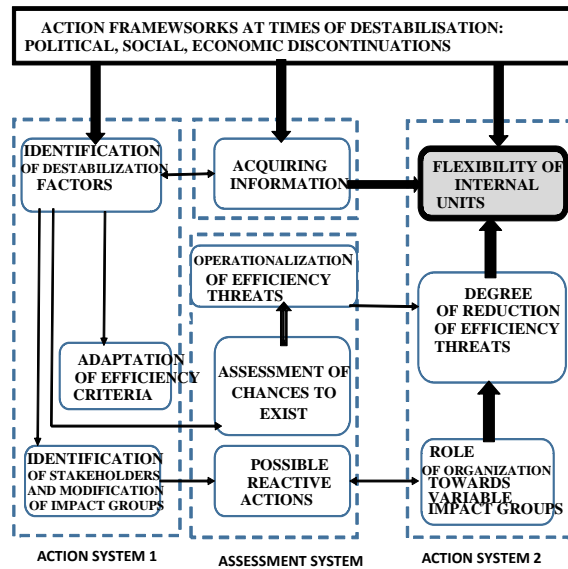 ACTION FRAMEWSORKS AT TIMES OF DESTABILISATION:
POLITICAL, SOCIAL, ECONOMIC DISCONTINUATIONS
IDENTIFICATION
OF DESTABILIZATION
FACTORS
ACQUIRING
INFORMATION
FLEXIBILITY OF
INTERNAL
UNITS
OPERATIONALIZATION
OF EFFICIENCY
THREATS
DEGREE
OF REDUCTION
OF EFFICIENCY
THREATS
ADAPTATION
OF EFFICIENCY
CRITERIA
ASSESSMENT OF
CHANCES TO
EXIST
IDENTIFICATION
OF STAKEHOLDERS
AND MODIFICATION
OF IMPACT GROUPS
POSSIBLE
REACTIVE
ACTIONS
ROLE
OF ORGANIZATION
TOWARDS
VARIABLE
IMPACT GROUPS
ACTION SYSTEM 1
ASSESSMENT SYSTEM
ACTION SYSTEM 2